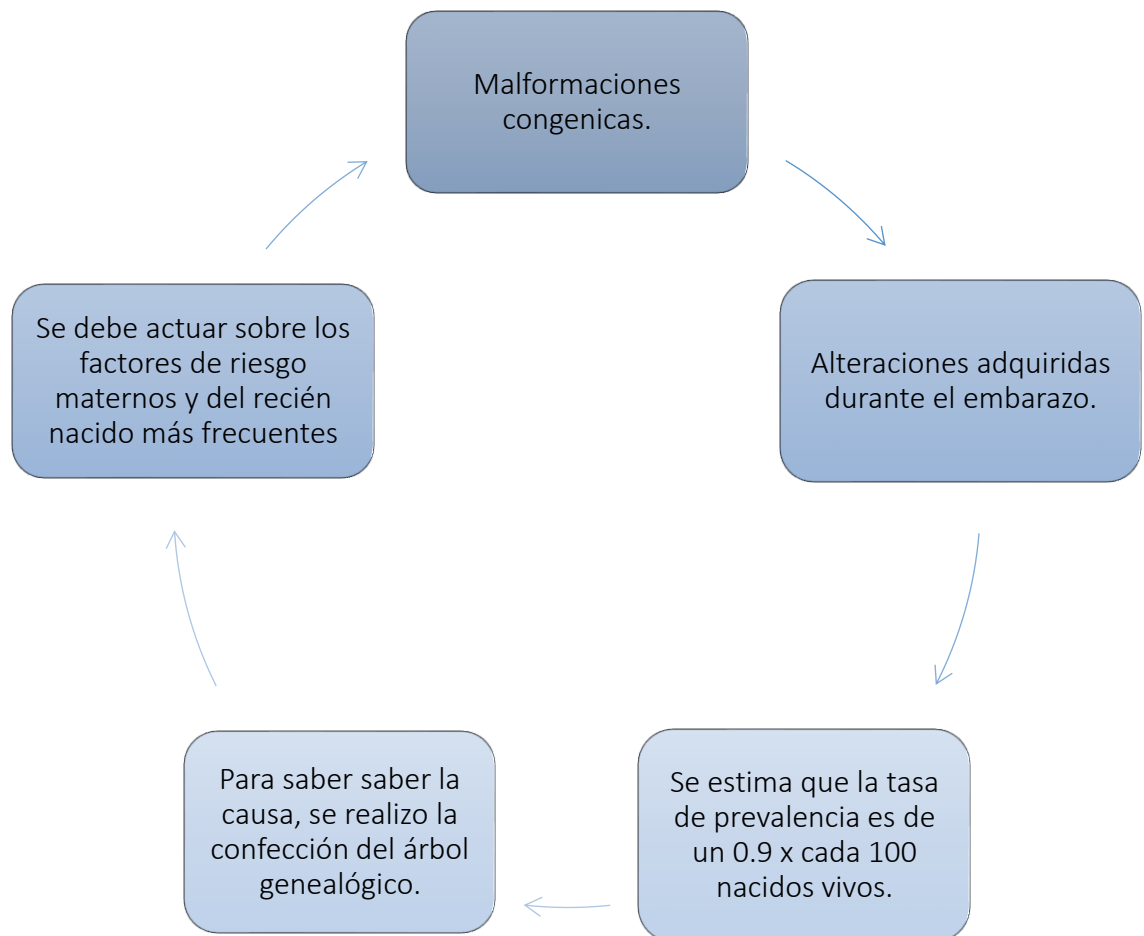 Malformaciones
congenicas.
Alteraciones adquiridas
durante el embarazo.
Se estima que la tasa
de prevalencia es de
un 0.9 x cada 100
nacidos vivos.
Para saber saber la
causa, se realizo la
confección del árbol
genealógico.
Se debe actuar sobre los
factores de riesgo
maternos y del recién
nacido más frecuentes